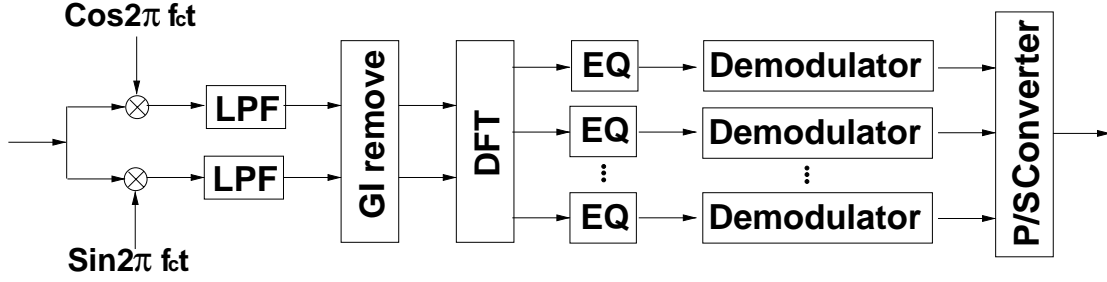 Cos2π fct
LPF
LPF
Sin2π fct
GI remove
DFT
EQ
Demodulator
EQ
Demodulator
EQ
Demodulator
P/SConverter